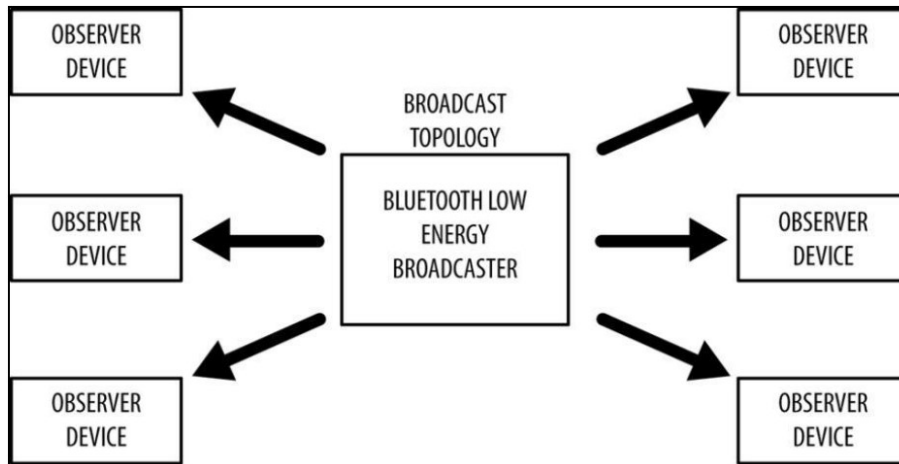 OBSERVER
DEVICE
OBSERVER
DEVICE
BROADCAST
TOPOLOGY
BLUETOOTH LOW
ENERGY
BROADCASTER
OBSERVER
DEVICE
OBSERVER
DEVICE
OBSERVER
DEVICE
OBSERVER
DEVICE